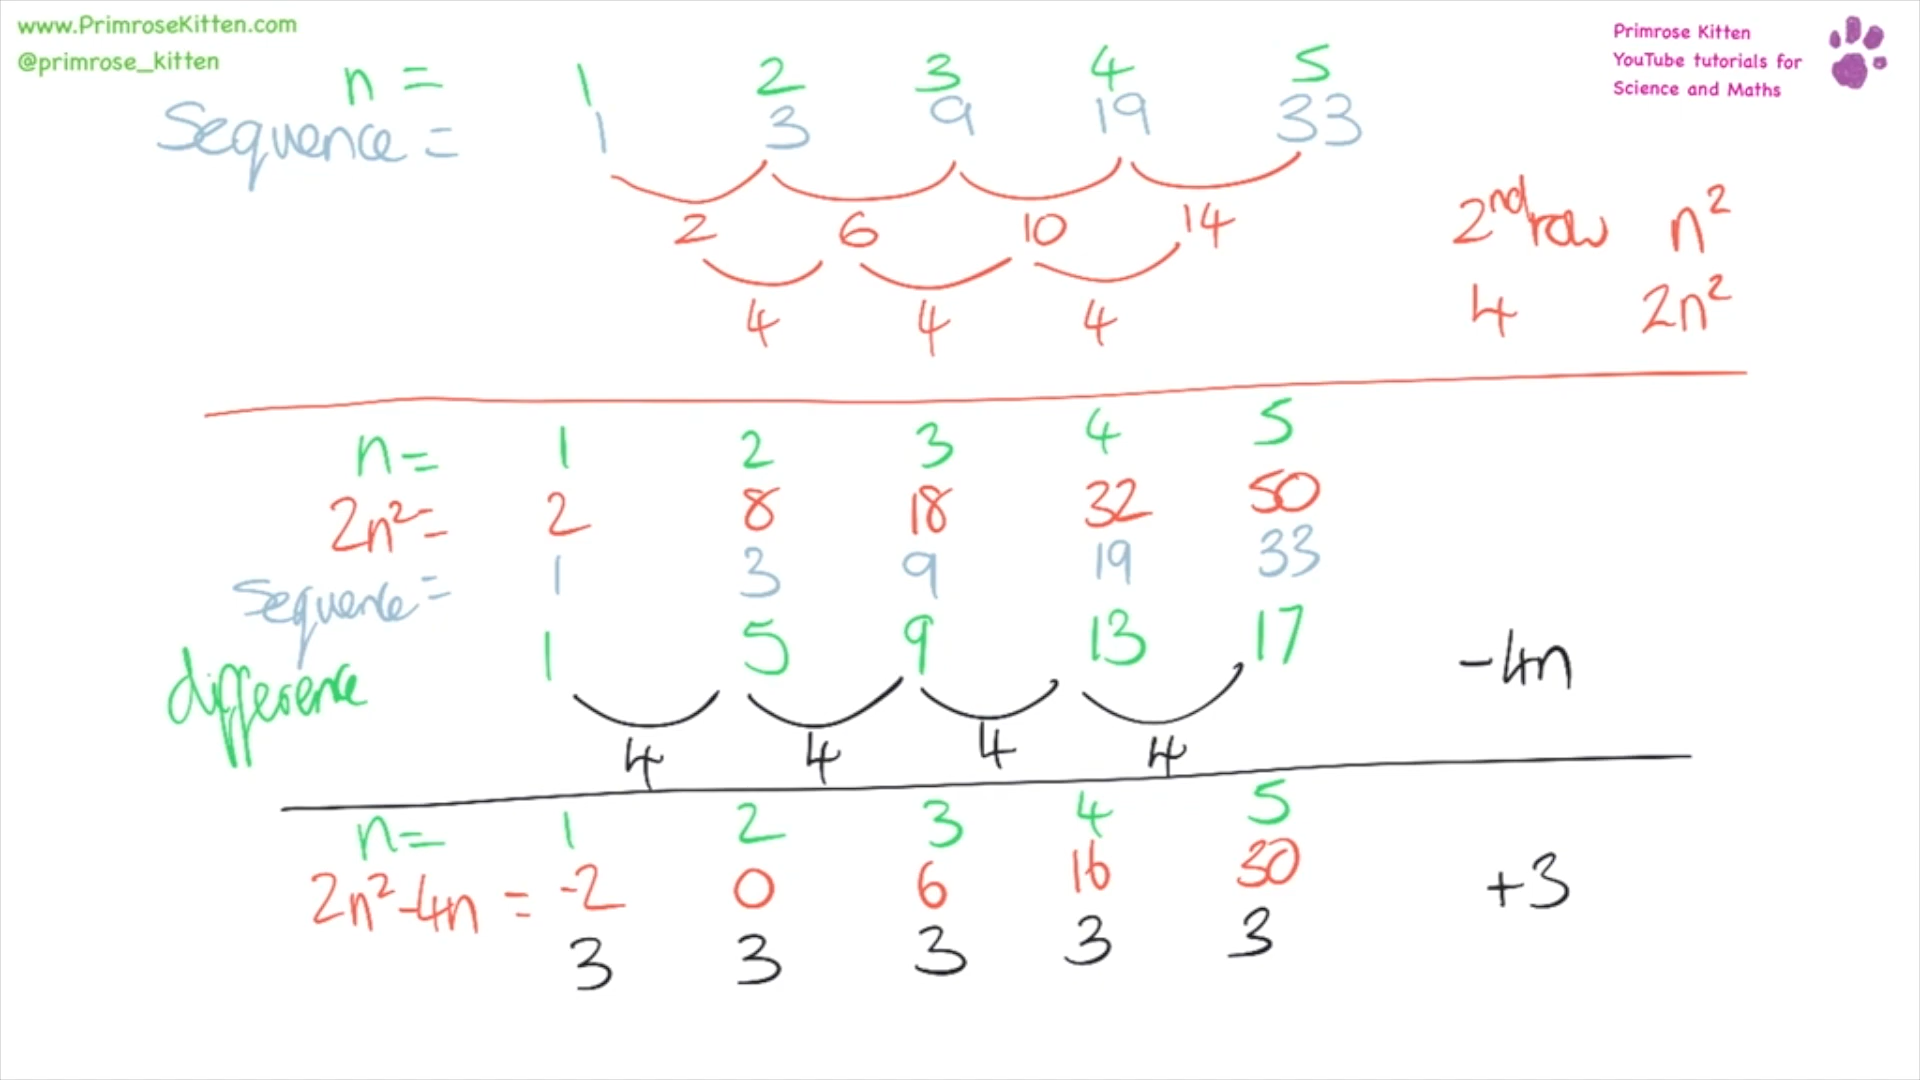 www.PrimroseKitten.com
@primrose_kitten
Primrose Kitten
YouTube tutorials for
Science and Maths
n = 1 2 3 4 5
Sequence = 1 3 9 19 33
2 6 10 14
2nd row n²
4 4 4
4 2n²
n = 1 2 3 4 5
2n² = 2 8 18 32 50
Sequence = 1 3 9 19 33
difference 1 5 9 13 17 -4n
4 4 4 4
n = 1 2 3 4 5
2n²-4n = -2 0 6 16 30 +3
3 3 3 3 3